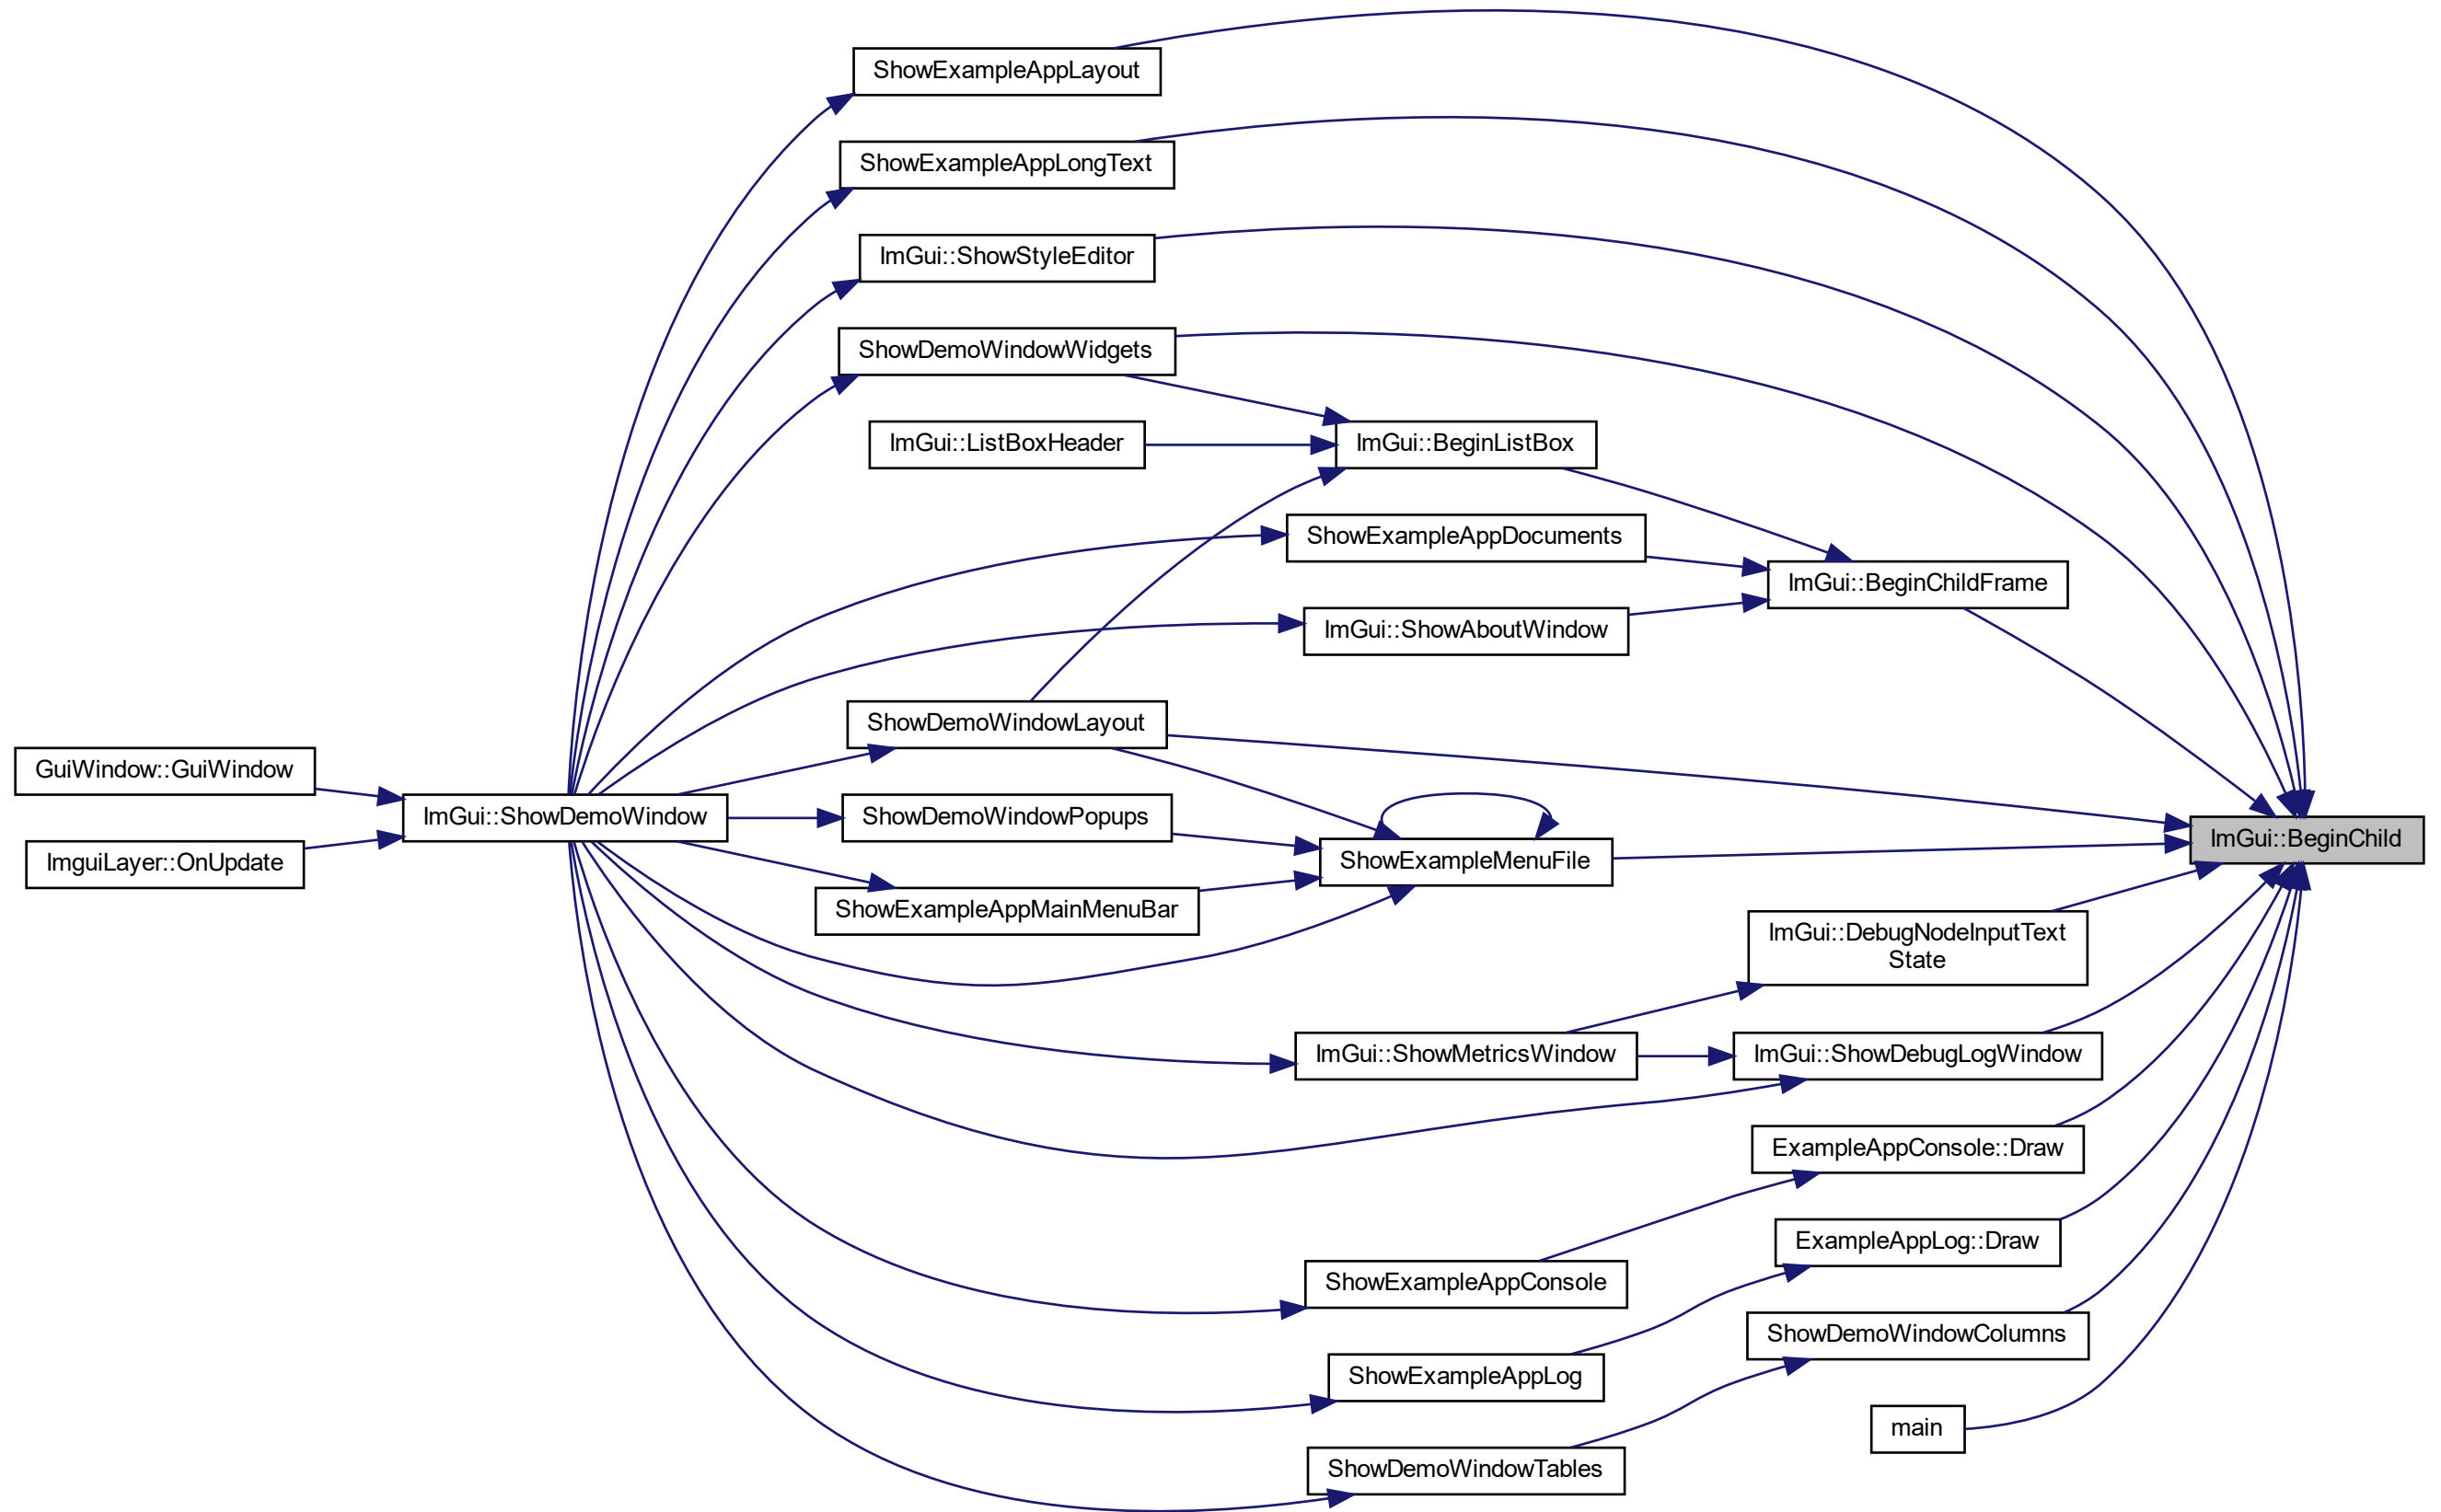 ShowExampleAppLayout
ShowExampleAppLongText
ImGui::ShowStyleEditor
ShowDemoWindowWidgets
ImGui::ListBoxHeader
ImGui::BeginListBox
ShowExampleAppDocuments
ImGui::BeginChildFrame
ImGui::ShowAboutWindow
ShowDemoWindowLayout
GuiWindow::GuiWindow
ImGui::ShowDemoWindow
ShowDemoWindowPopups
ImGui::BeginChild
ImguiLayer::OnUpdate
ShowExampleMenuFile
ShowExampleAppMainMenuBar
ImGui::DebugNodeInputText
State
ImGui::ShowMetricsWindow
ImGui::ShowDebugLogWindow
ExampleAppConsole::Draw
ExampleAppLog::Draw
ShowExampleAppConsole
ShowDemoWindowColumns
ShowExampleAppLog
main
ShowDemoWindowTables